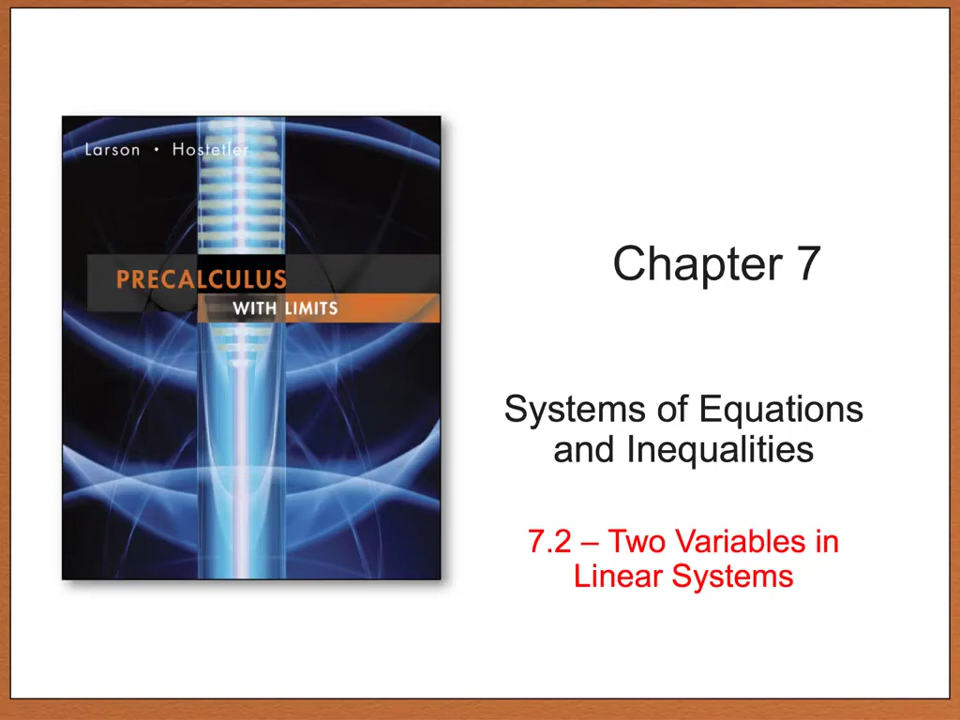 Larson • Hostetler
PRECALCULUS
WITH LIMITS
Chapter 7
Systems of Equations
and Inequalities
7.2 – Two Variables in
Linear Systems